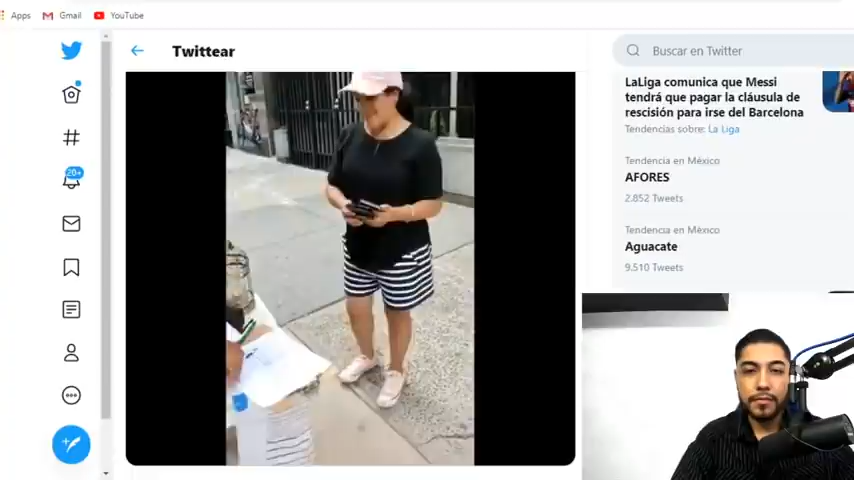 Apps
Gmail
YouTube
Twittear
Buscar en Twitter
LaLiga comunica que Messi
tendrá que pagar la cláusula de
rescisión para irse del Barcelona
Tendencias sobre: La Liga
Tendencia en México
AFORES
2.852 Tweets
20+
Tendencia en México
Aguacate
9.510 Tweets